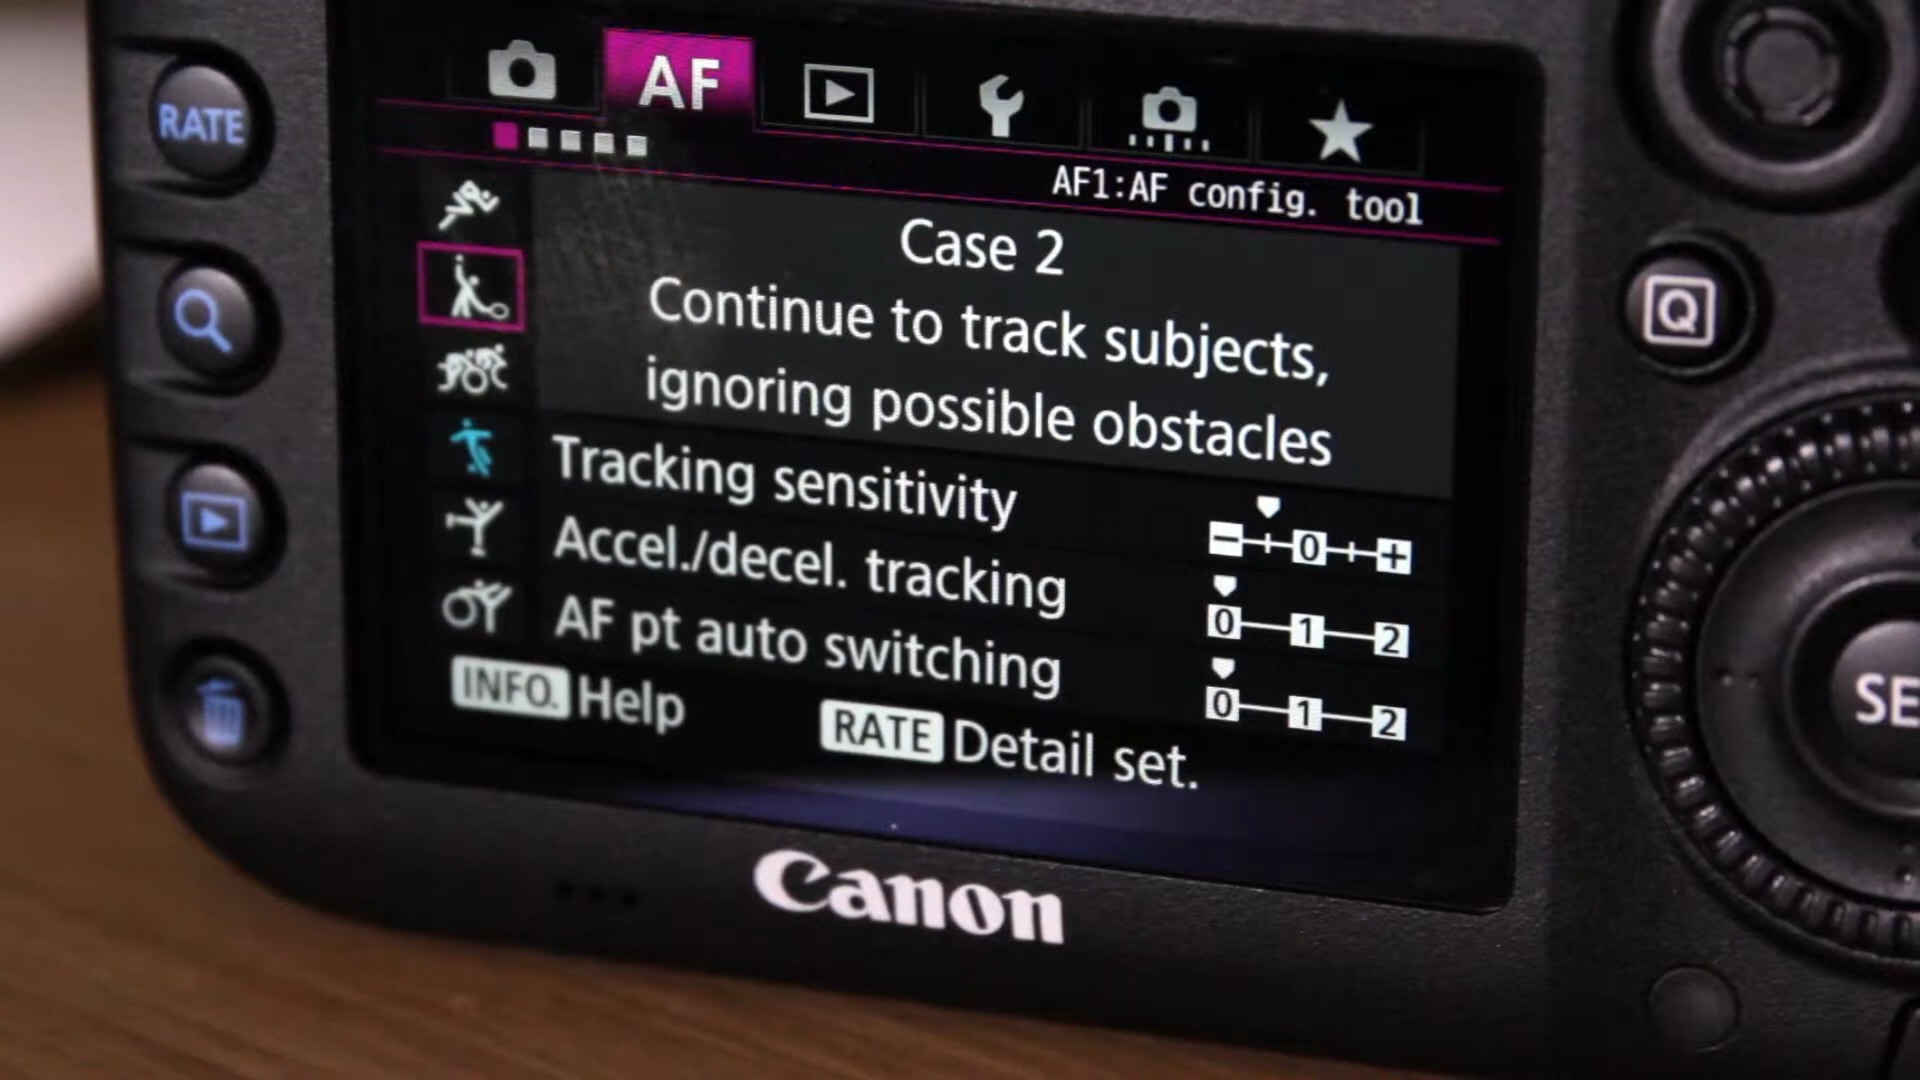 RATE
AF
AF1:AF config. tool
Case 2
Continue to track subjects,
ignoring possible obstacles
Tracking sensitivity
− 0 +
Accel./decel. tracking
0 1 2
AF pt auto switching
0 1 2
INFO. Help
RATE Detail set.
Canon
Q
SE